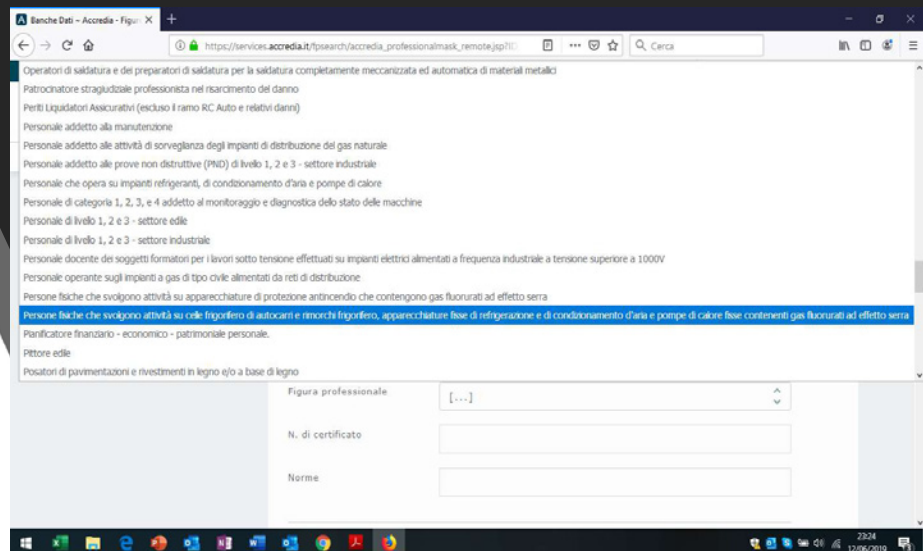 Banche Dati – Accredia - Figur
https://services.accredia.it/fpsearch/accredia_professionalmask_remote.jsp?ID
Cerca
Operatori di saldatura e dei preparatori di saldatura per la saldatura completamente meccanizzata ed automatica di materiali metallici
Patrocinatore stragiudiziale professionista nel risarcimento del danno
Periti Liquidatori Assicurativi (escluso il ramo RC Auto e relativi danni)
Personale addetto alla manutenzione
Personale addetto alle attività di sorveglianza degli impianti di distribuzione del gas naturale
Personale addetto alle prove non distruttive (PND) di livello 1, 2 e 3 - settore industriale
Personale che opera su impianti refrigeranti, di condizionamento d'aria e pompe di calore
Personale di categoria 1, 2, 3, e 4 addetto al monitoraggio e diagnostica dello stato delle macchine
Personale di livello 1, 2 e 3 - settore edile
Personale di livello 1, 2 e 3 - settore industriale
Personale docente dei soggetti formatori per i lavori sotto tensione effettuati su impianti elettrici alimentati a frequenza industriale a tensione superiore a 1000V
Personale operante sugli impianti a gas di tipo civile alimentati da reti di distribuzione
Persone fisiche che svolgono attività su apparecchiature di protezione antincendio che contengono gas fluorurati ad effetto serra
Persone fisiche che svolgono attività su celle frigorifero di autocarri e rimorchi frigorifero, apparecchiature fisse di refrigerazione e di condizionamento d'aria e pompe di calore fisse contenenti gas fluorurati ad effetto serra
Pianificatore finanziario - economico - patrimoniale personale.
Pittore edile
Posatori di pavimentazioni e rivestimenti in legno e/o a base di legno
Figura professionale
[...]
N. di certificato
Norme
23:24
12/06/2019